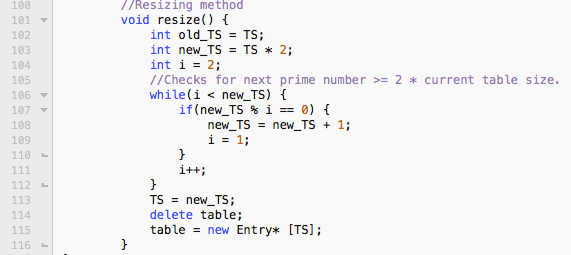 100 //Resizing method
101 void resize() {
102 int old_TS = TS;
103 int new_TS = TS * 2;
104 int i = 2;
105 //Checks for next prime number >= 2 * current table size.
106 while(i < new_TS) {
107 if(new_TS % i == 0) {
108 new_TS = new_TS + 1;
109 i = 1;
110 }
111 i++;
112 }
113 TS = new_TS;
114 delete table;
115 table = new Entry* [TS];
116 }